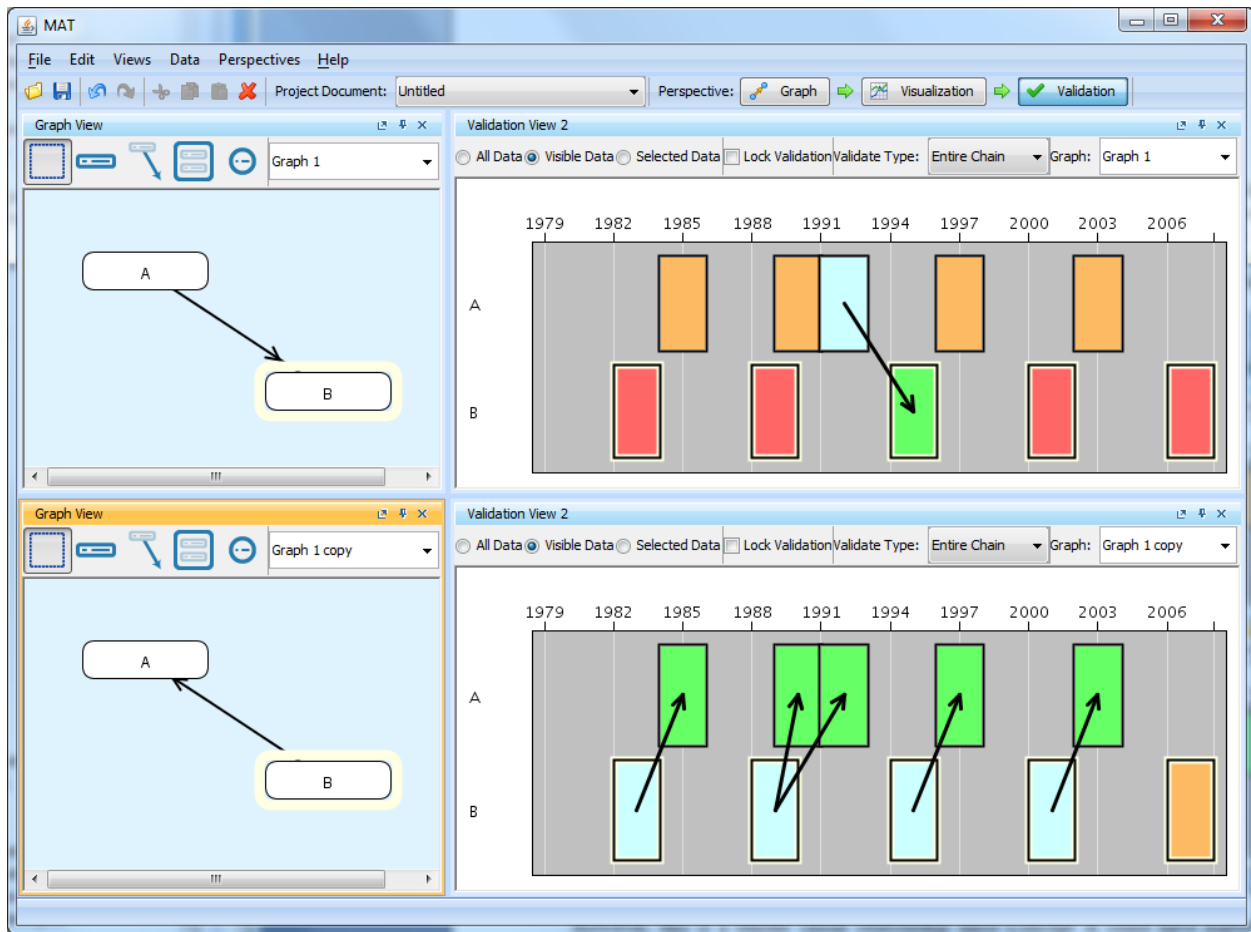 MAT
File Edit Views Data Perspectives Help
Project Document: Untitled Perspective: Graph Visualization Validation
Graph View
Graph 1
A
B
Validation View 2
All Data Visible Data Selected Data Lock Validation Validate Type: Entire Chain Graph: Graph 1
1979 1982 1985 1988 1991 1994 1997 2000 2003 2006
A
B
Graph View
Graph 1 copy
A
B
Validation View 2
All Data Visible Data Selected Data Lock Validation Validate Type: Entire Chain Graph: Graph 1 copy
1979 1982 1985 1988 1991 1994 1997 2000 2003 2006
A
B